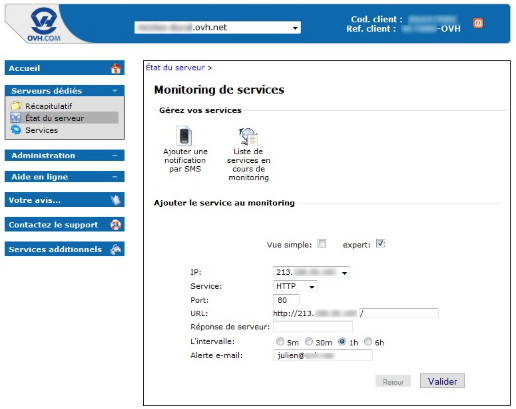 OVH.COM
.ovh.net
Cod. client :
Ref. client : -OVH
Accueil
Serveurs dédiés
Récapitulatif
État du serveur
Services
Administration
Aide en ligne
Votre avis...
Contactez le support
Services additionnels
État du serveur >
Monitoring de services
Gérez vos services
Ajouter une
notification
par SMS
Liste de
services en
cours de
monitoring
Ajouter le service au monitoring
Vue simple: expert:
IP: 213.
Service: HTTP
Port: 80
URL: http://213. /
Réponse de serveur:
L'intervalle: 5m 30m 1h 6h
Alerte e-mail: julien@
Retour Valider